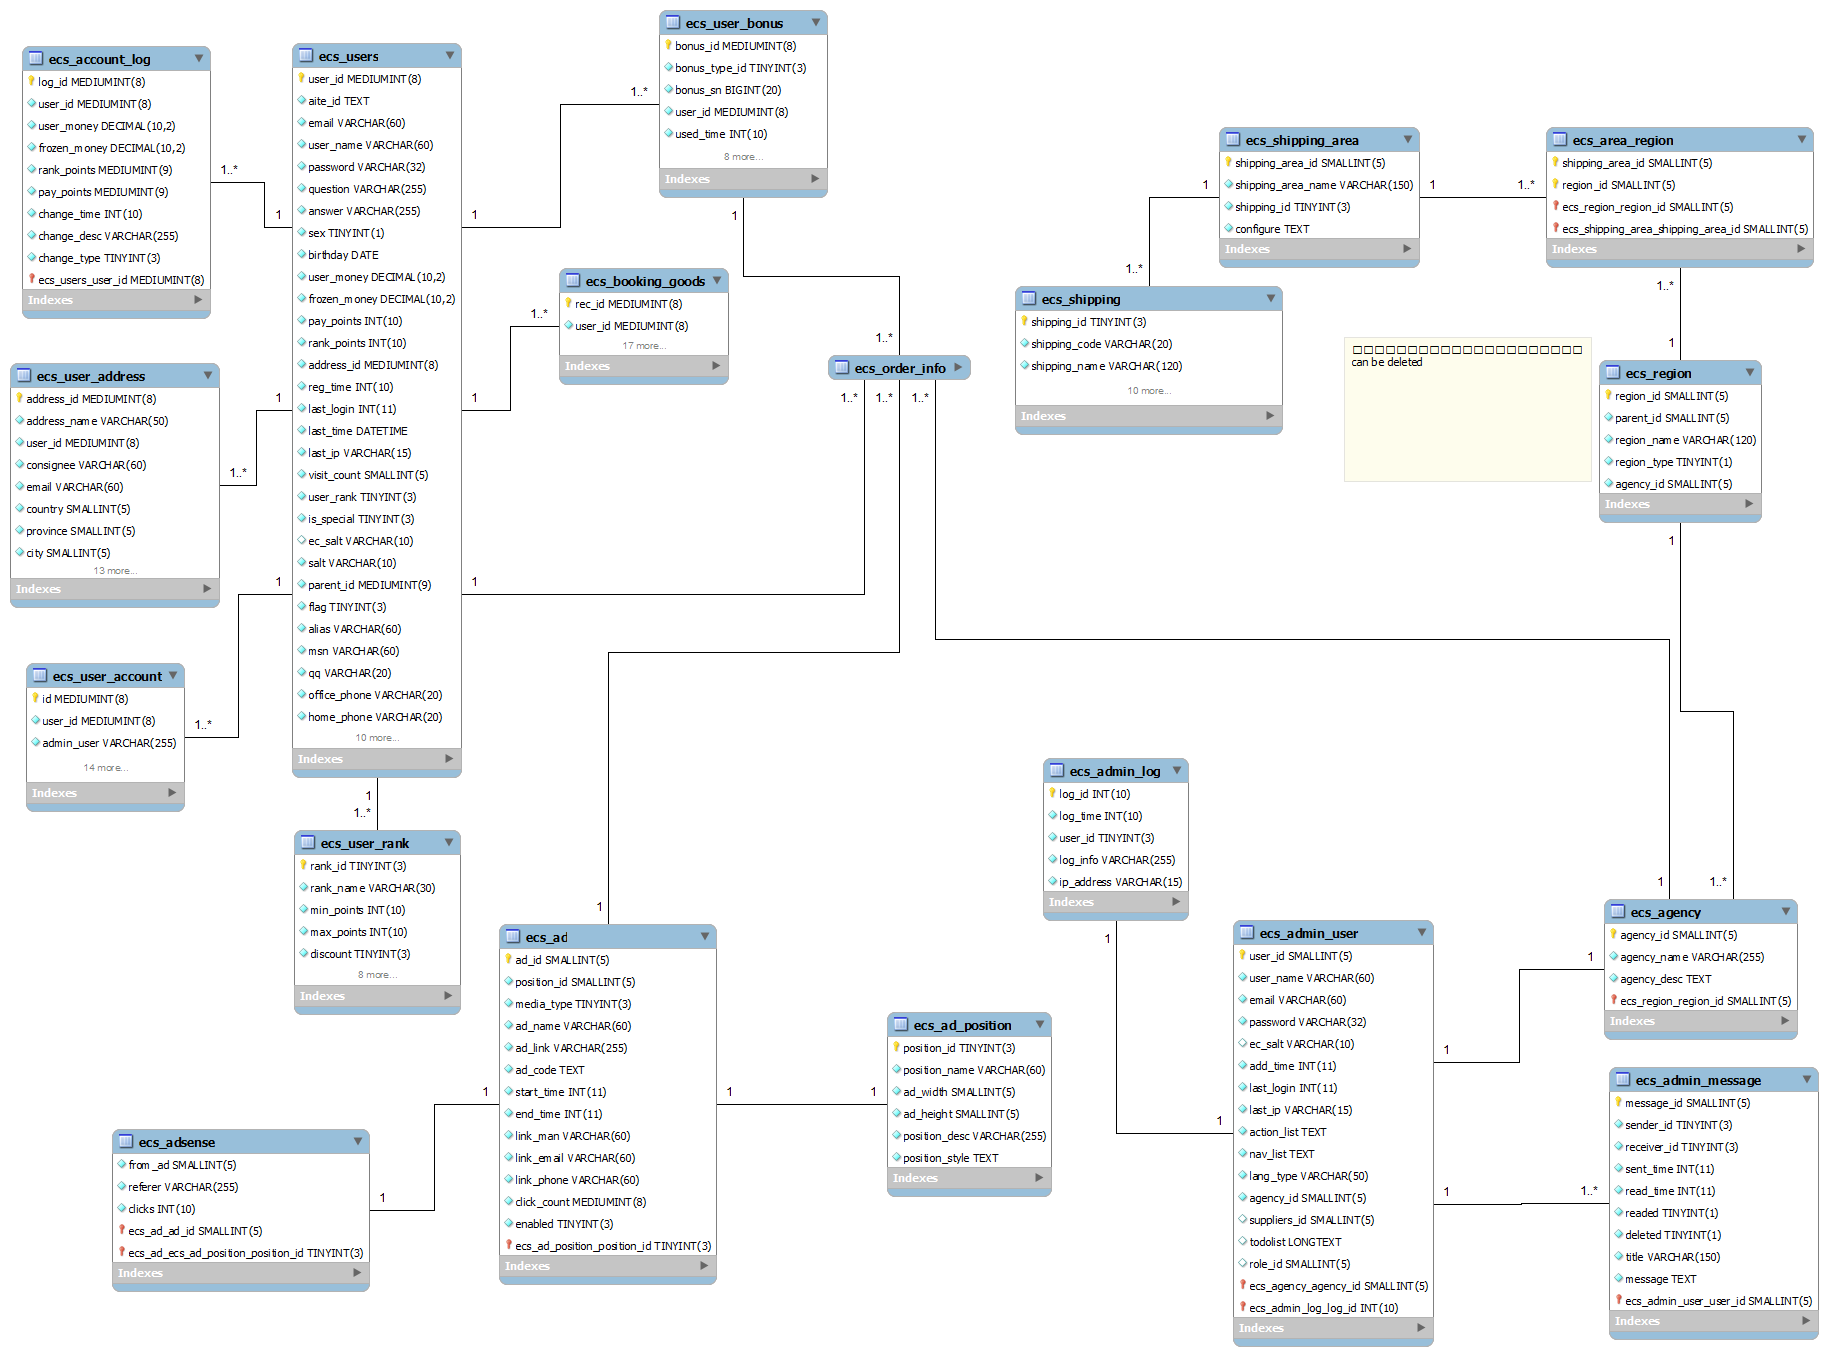 ecs_account_log
log_id MEDIUMINT(8)
user_id MEDIUMINT(8)
user_money DECIMAL(10,2)
frozen_money DECIMAL(10,2)
rank_points MEDIUMINT(9)
pay_points MEDIUMINT(9)
change_time INT(10)
change_desc VARCHAR(255)
change_type TINYINT(3)
ecs_users_user_id MEDIUMINT(8)
Indexes
1..*
1
ecs_user_address
address_id MEDIUMINT(8)
address_name VARCHAR(50)
user_id MEDIUMINT(8)
consignee VARCHAR(60)
email VARCHAR(60)
country SMALLINT(5)
province SMALLINT(5)
city SMALLINT(5)
13 more...
Indexes
1
1..*
ecs_user_account
id MEDIUMINT(8)
user_id MEDIUMINT(8)
admin_user VARCHAR(255)
14 more...
Indexes
1
1..*
ecs_users
user_id MEDIUMINT(8)
aite_id TEXT
email VARCHAR(60)
user_name VARCHAR(60)
password VARCHAR(32)
question VARCHAR(255)
answer VARCHAR(255)
sex TINYINT(1)
birthday DATE
user_money DECIMAL(10,2)
frozen_money DECIMAL(10,2)
pay_points INT(10)
rank_points INT(10)
address_id MEDIUMINT(8)
reg_time INT(10)
last_login INT(11)
last_time DATETIME
last_ip VARCHAR(15)
visit_count SMALLINT(5)
user_rank TINYINT(3)
is_special TINYINT(3)
ec_salt VARCHAR(10)
salt VARCHAR(10)
parent_id MEDIUMINT(9)
flag TINYINT(3)
alias VARCHAR(60)
msn VARCHAR(60)
qq VARCHAR(20)
office_phone VARCHAR(20)
home_phone VARCHAR(20)
10 more...
Indexes
1
1..*
ecs_user_rank
rank_id TINYINT(3)
rank_name VARCHAR(30)
min_points INT(10)
max_points INT(10)
discount TINYINT(3)
8 more...
Indexes
ecs_user_bonus
bonus_id MEDIUMINT(8)
bonus_type_id TINYINT(3)
bonus_sn BIGINT(20)
user_id MEDIUMINT(8)
used_time INT(10)
8 more...
Indexes
1..*
1
1
ecs_booking_goods
rec_id MEDIUMINT(8)
user_id MEDIUMINT(8)
17 more...
Indexes
1..*
1
1..*
ecs_order_info
1..*
1..*
1..*
1
ecs_shipping_area
shipping_area_id SMALLINT(5)
shipping_area_name VARCHAR(150)
shipping_id TINYINT(3)
configure TEXT
Indexes
1
1
1..*
1..*
ecs_area_region
shipping_area_id SMALLINT(5)
region_id SMALLINT(5)
ecs_region_region_id SMALLINT(5)
ecs_shipping_area_shipping_area_id SMALLINT(5)
Indexes
1..*
1
ecs_shipping
shipping_id TINYINT(3)
shipping_code VARCHAR(20)
shipping_name VARCHAR(120)
10 more...
Indexes
□□□□□□□□□□□□□□□□□□□□□
can be deleted
ecs_region
region_id SMALLINT(5)
parent_id SMALLINT(5)
region_name VARCHAR(120)
region_type TINYINT(1)
agency_id SMALLINT(5)
Indexes
1
1
1..*
ecs_agency
agency_id SMALLINT(5)
agency_name VARCHAR(255)
agency_desc TEXT
ecs_region_region_id SMALLINT(5)
Indexes
1
1
ecs_admin_log
log_id INT(10)
log_time INT(10)
user_id TINYINT(3)
log_info VARCHAR(255)
ip_address VARCHAR(15)
Indexes
1
1
ecs_admin_user
user_id SMALLINT(5)
user_name VARCHAR(60)
email VARCHAR(60)
password VARCHAR(32)
ec_salt VARCHAR(10)
add_time INT(11)
last_login INT(11)
last_ip VARCHAR(15)
action_list TEXT
nav_list TEXT
lang_type VARCHAR(50)
agency_id SMALLINT(5)
suppliers_id SMALLINT(5)
todolist LONGTEXT
role_id SMALLINT(5)
ecs_agency_agency_id SMALLINT(5)
ecs_admin_log_log_id INT(10)
Indexes
1
1..*
ecs_admin_message
message_id SMALLINT(5)
sender_id TINYINT(3)
receiver_id TINYINT(3)
sent_time INT(11)
read_time INT(11)
readed TINYINT(1)
deleted TINYINT(1)
title VARCHAR(150)
message TEXT
ecs_admin_user_user_id SMALLINT(5)
Indexes
1
ecs_ad
ad_id SMALLINT(5)
position_id SMALLINT(5)
media_type TINYINT(3)
ad_name VARCHAR(60)
ad_link VARCHAR(255)
ad_code TEXT
start_time INT(11)
end_time INT(11)
link_man VARCHAR(60)
link_email VARCHAR(60)
link_phone VARCHAR(60)
click_count MEDIUMINT(8)
enabled TINYINT(3)
ecs_ad_position_position_id TINYINT(3)
Indexes
1
1
ecs_ad_position
position_id TINYINT(3)
position_name VARCHAR(60)
ad_width SMALLINT(5)
ad_height SMALLINT(5)
position_desc VARCHAR(255)
position_style TEXT
Indexes
1
1
ecs_adsense
from_ad SMALLINT(5)
referer VARCHAR(255)
clicks INT(10)
ecs_ad_ad_id SMALLINT(5)
ecs_ad_ecs_ad_position_position_id TINYINT(3)
Indexes